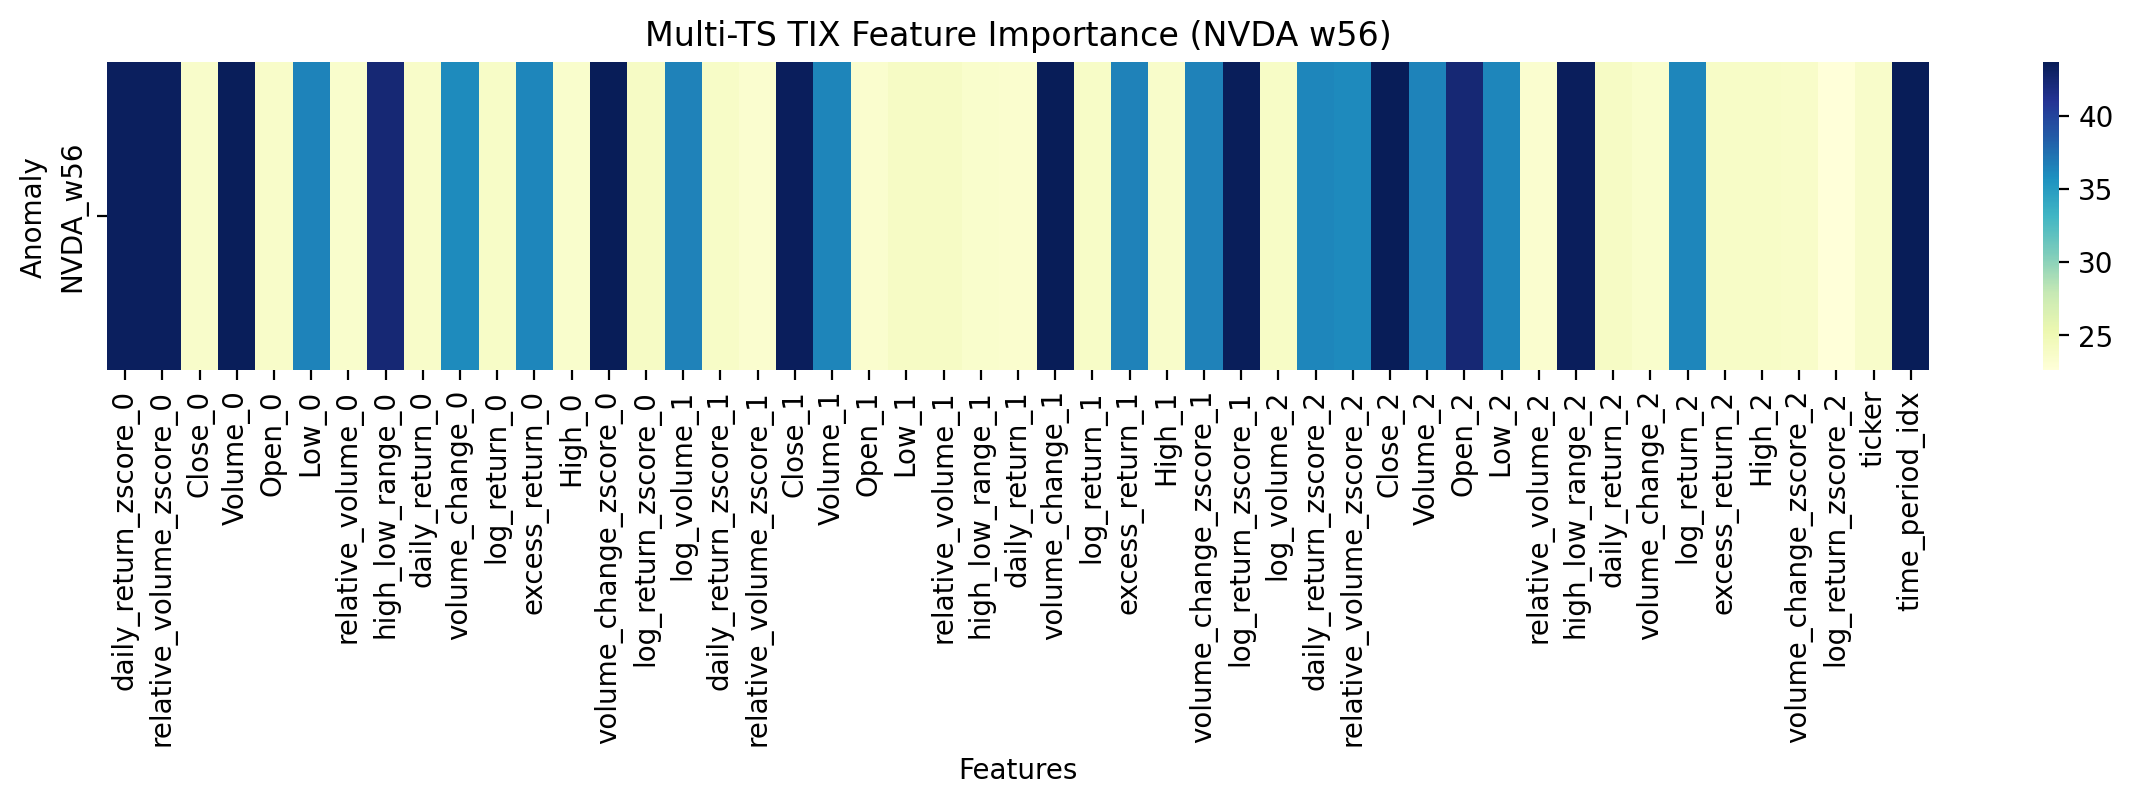 Multi-TS TIX Feature Importance (NVDA w56)
Anomaly
NVDA_w56
40
35
30
25
daily_return_zscore_0
relative_volume_zscore_0
Close_0
Volume_0
Open_0
Low_0
relative_volume_0
high_low_range_0
daily_return_0
volume_change_0
log_return_0
excess_return_0
High_0
volume_change_zscore_0
log_return_zscore_0
log_volume_1
daily_return_zscore_1
relative_volume_zscore_1
Close_1
Volume_1
Open_1
Low_1
relative_volume_1
high_low_range_1
daily_return_1
volume_change_1
log_return_1
excess_return_1
High_1
volume_change_zscore_1
log_return_zscore_1
log_volume_2
daily_return_zscore_2
relative_volume_zscore_2
Close_2
Volume_2
Open_2
Low_2
relative_volume_2
high_low_range_2
daily_return_2
volume_change_2
log_return_2
excess_return_2
High_2
volume_change_zscore_2
log_return_zscore_2
ticker
time_period_idx
Features